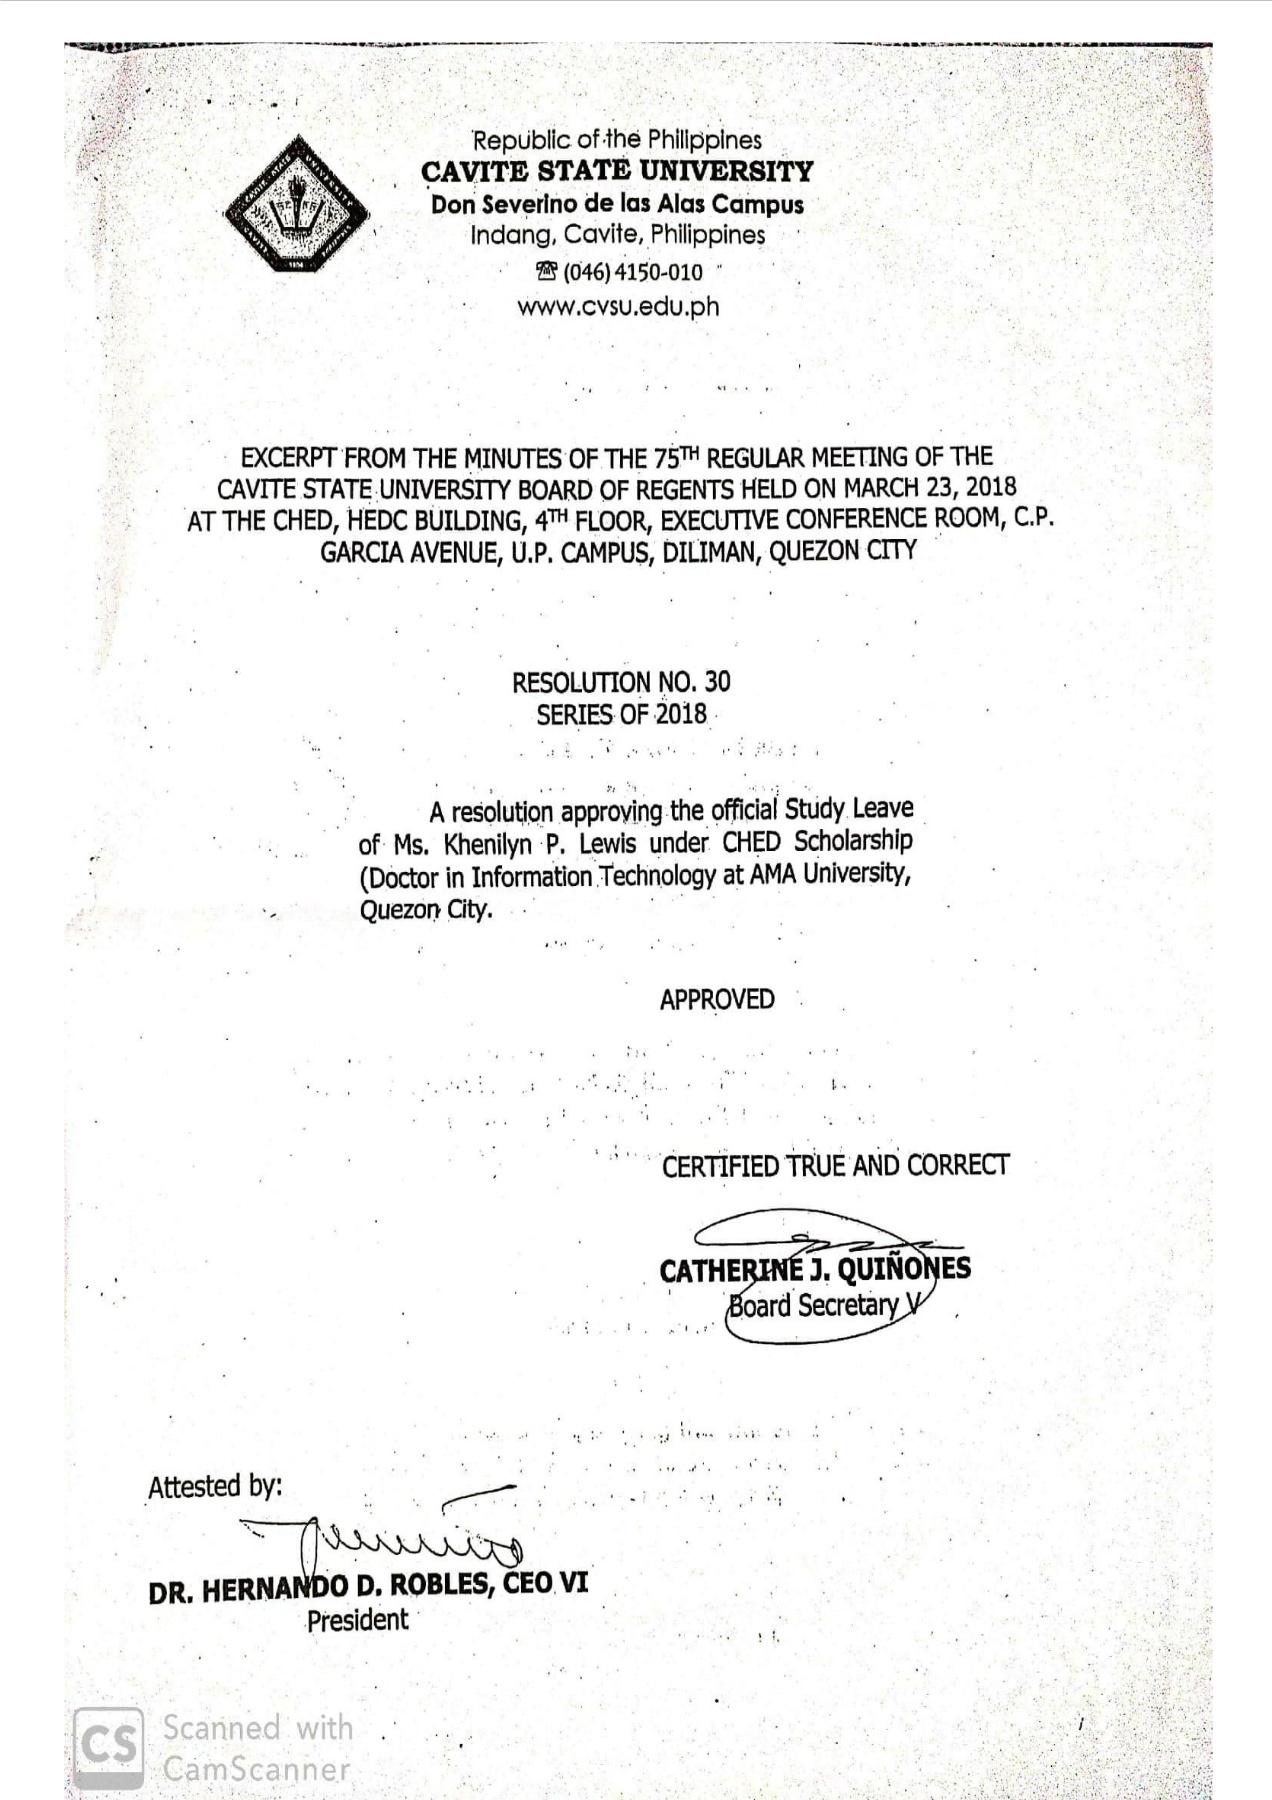 Republic of the Philippines
CAVITE STATE UNIVERSITY
Don Severino de las Alas Campus
Indang, Cavite, Philippines
☎ (046) 4150-010
www.cvsu.edu.ph
EXCERPT FROM THE MINUTES OF THE 75TH REGULAR MEETING OF THE
CAVITE STATE UNIVERSITY BOARD OF REGENTS HELD ON MARCH 23, 2018
AT THE CHED, HEDC BUILDING, 4TH FLOOR, EXECUTIVE CONFERENCE ROOM, C.P.
GARCIA AVENUE, U.P. CAMPUS, DILIMAN, QUEZON CITY
RESOLUTION NO. 30
SERIES OF 2018
A resolution approving the official Study Leave
of Ms. Khenilyn P. Lewis under CHED Scholarship
(Doctor in Information Technology at AMA University,
Quezon City.
APPROVED
CERTIFIED TRUE AND CORRECT
CATHERINE J. QUIÑONES
Board Secretary V
Attested by:
DR. HERNANDO D. ROBLES, CEO VI
President
CS
Scanned with
CamScanner